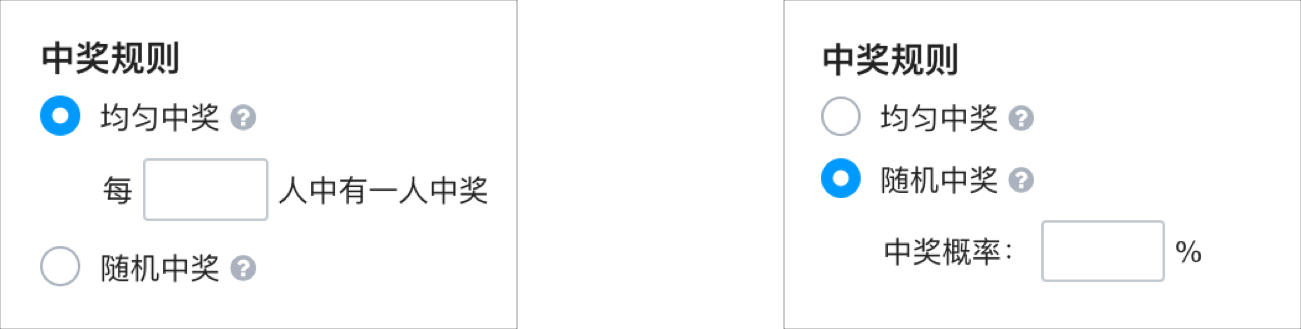 中奖规则
均匀中奖 ?
每 人中有一人中奖
随机中奖 ?
中奖规则
均匀中奖 ?
随机中奖 ?
中奖概率： %